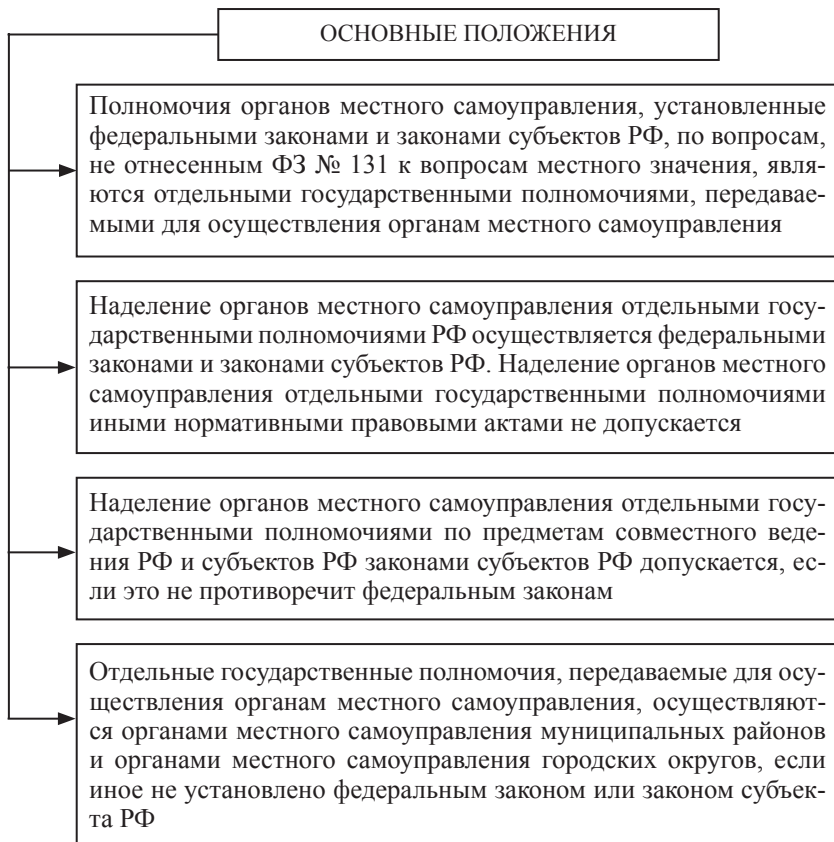 ОСНОВНЫЕ ПОЛОЖЕНИЯ
Полномочия органов местного самоуправления, установленные
федеральными законами и законами субъектов РФ, по вопросам,
не отнесенным ФЗ № 131 к вопросам местного значения, явля-
ются отдельными государственными полномочиями, передавае-
мыми для осуществления органам местного самоуправления
Наделение органов местного самоуправления отдельными госу-
дарственными полномочиями РФ осуществляется федеральными
законами и законами субъектов РФ. Наделение органов местного
самоуправления отдельными государственными полномочиями
иными нормативными правовыми актами не допускается
Наделение органов местного самоуправления отдельными госу-
дарственными полномочиями по предметам совместного веде-
ния РФ и субъектов РФ законами субъектов РФ допускается, ес-
ли это не противоречит федеральным законам
Отдельные государственные полномочия, передаваемые для осу-
ществления органам местного самоуправления, осуществляют-
ся органами местного самоуправления муниципальных районов
и органами местного самоуправления городских округов, если
иное не установлено федеральным законом или законом субъек-
та РФ